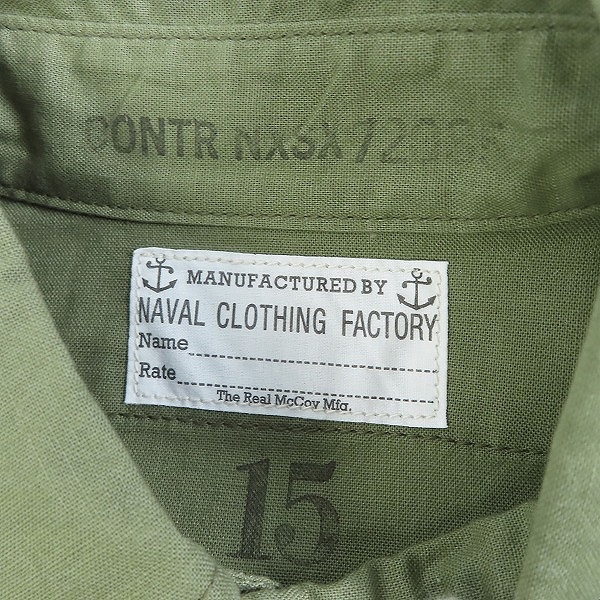 CONTR NXSX
MANUFACTURED BY
NAVAL CLOTHING FACTORY
Name
Rate
The Real McCoy Mfg.
15